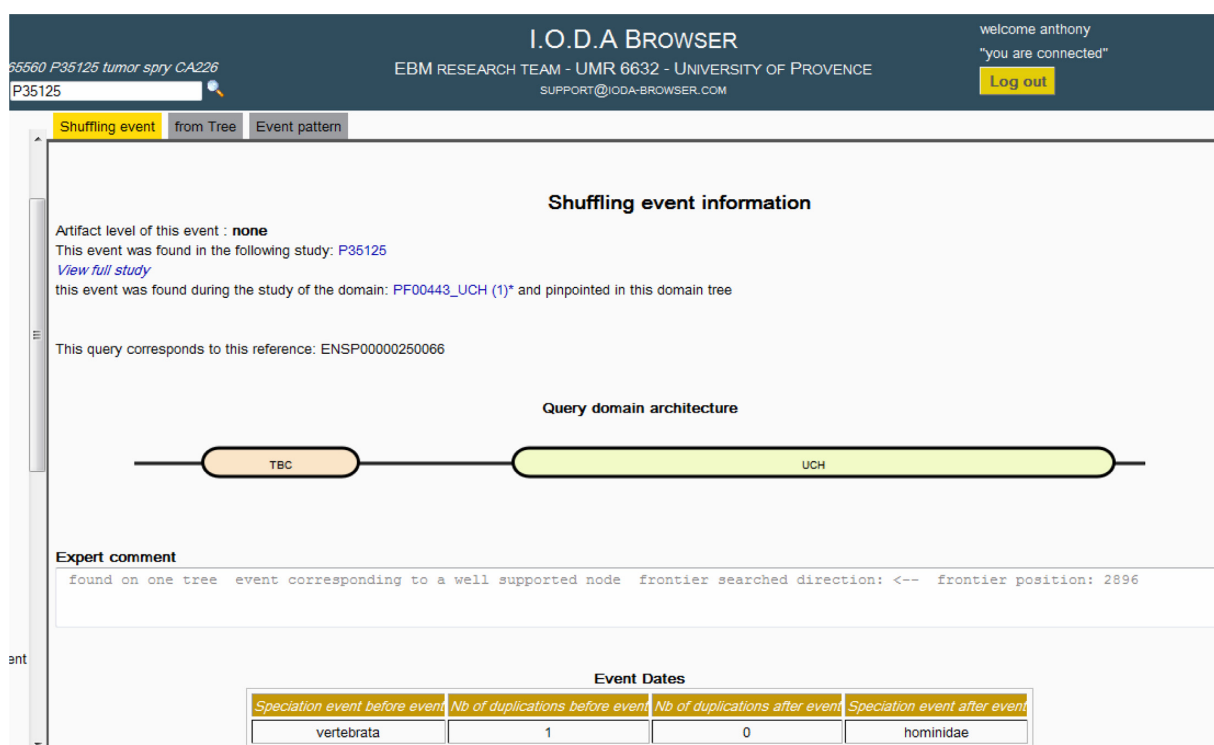 I.O.D.A BROWSER
EBM RESEARCH TEAM - UMR 6632 - UNIVERSITY OF PROVENCE
SUPPORT@IODA-BROWSER.COM
welcome anthony
"you are connected"
Log out
65560 P35125 tumor spry CA226
P35125
Shuffling event from Tree Event pattern
Shuffling event information
Artifact level of this event : none
This event was found in the following study: P35125
View full study
this event was found during the study of the domain: PF00443_UCH (1)* and pinpointed in this domain tree
This query corresponds to this reference: ENSP00000250066
Query domain architecture
TBC UCH
Expert comment
found on one tree event corresponding to a well supported node frontier searched direction: <-- frontier position: 2896
ent
Event Dates
Speciation event before event Nb of duplications before event Nb of duplications after event Speciation event after event
vertebrata 1 0 hominidae